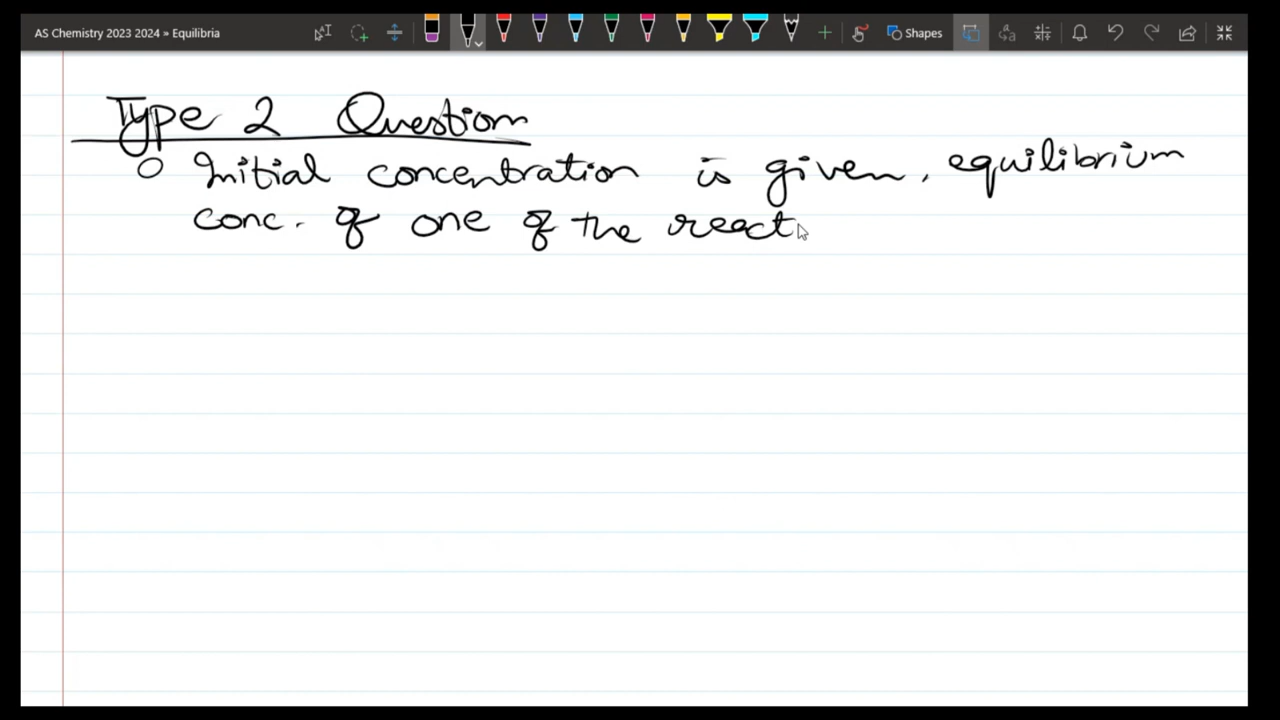 AS Chemistry 2023 2024 » Equilibria
Shapes
Type 2 Question
Initial concentration is given, equilibrium
conc. of one of the react